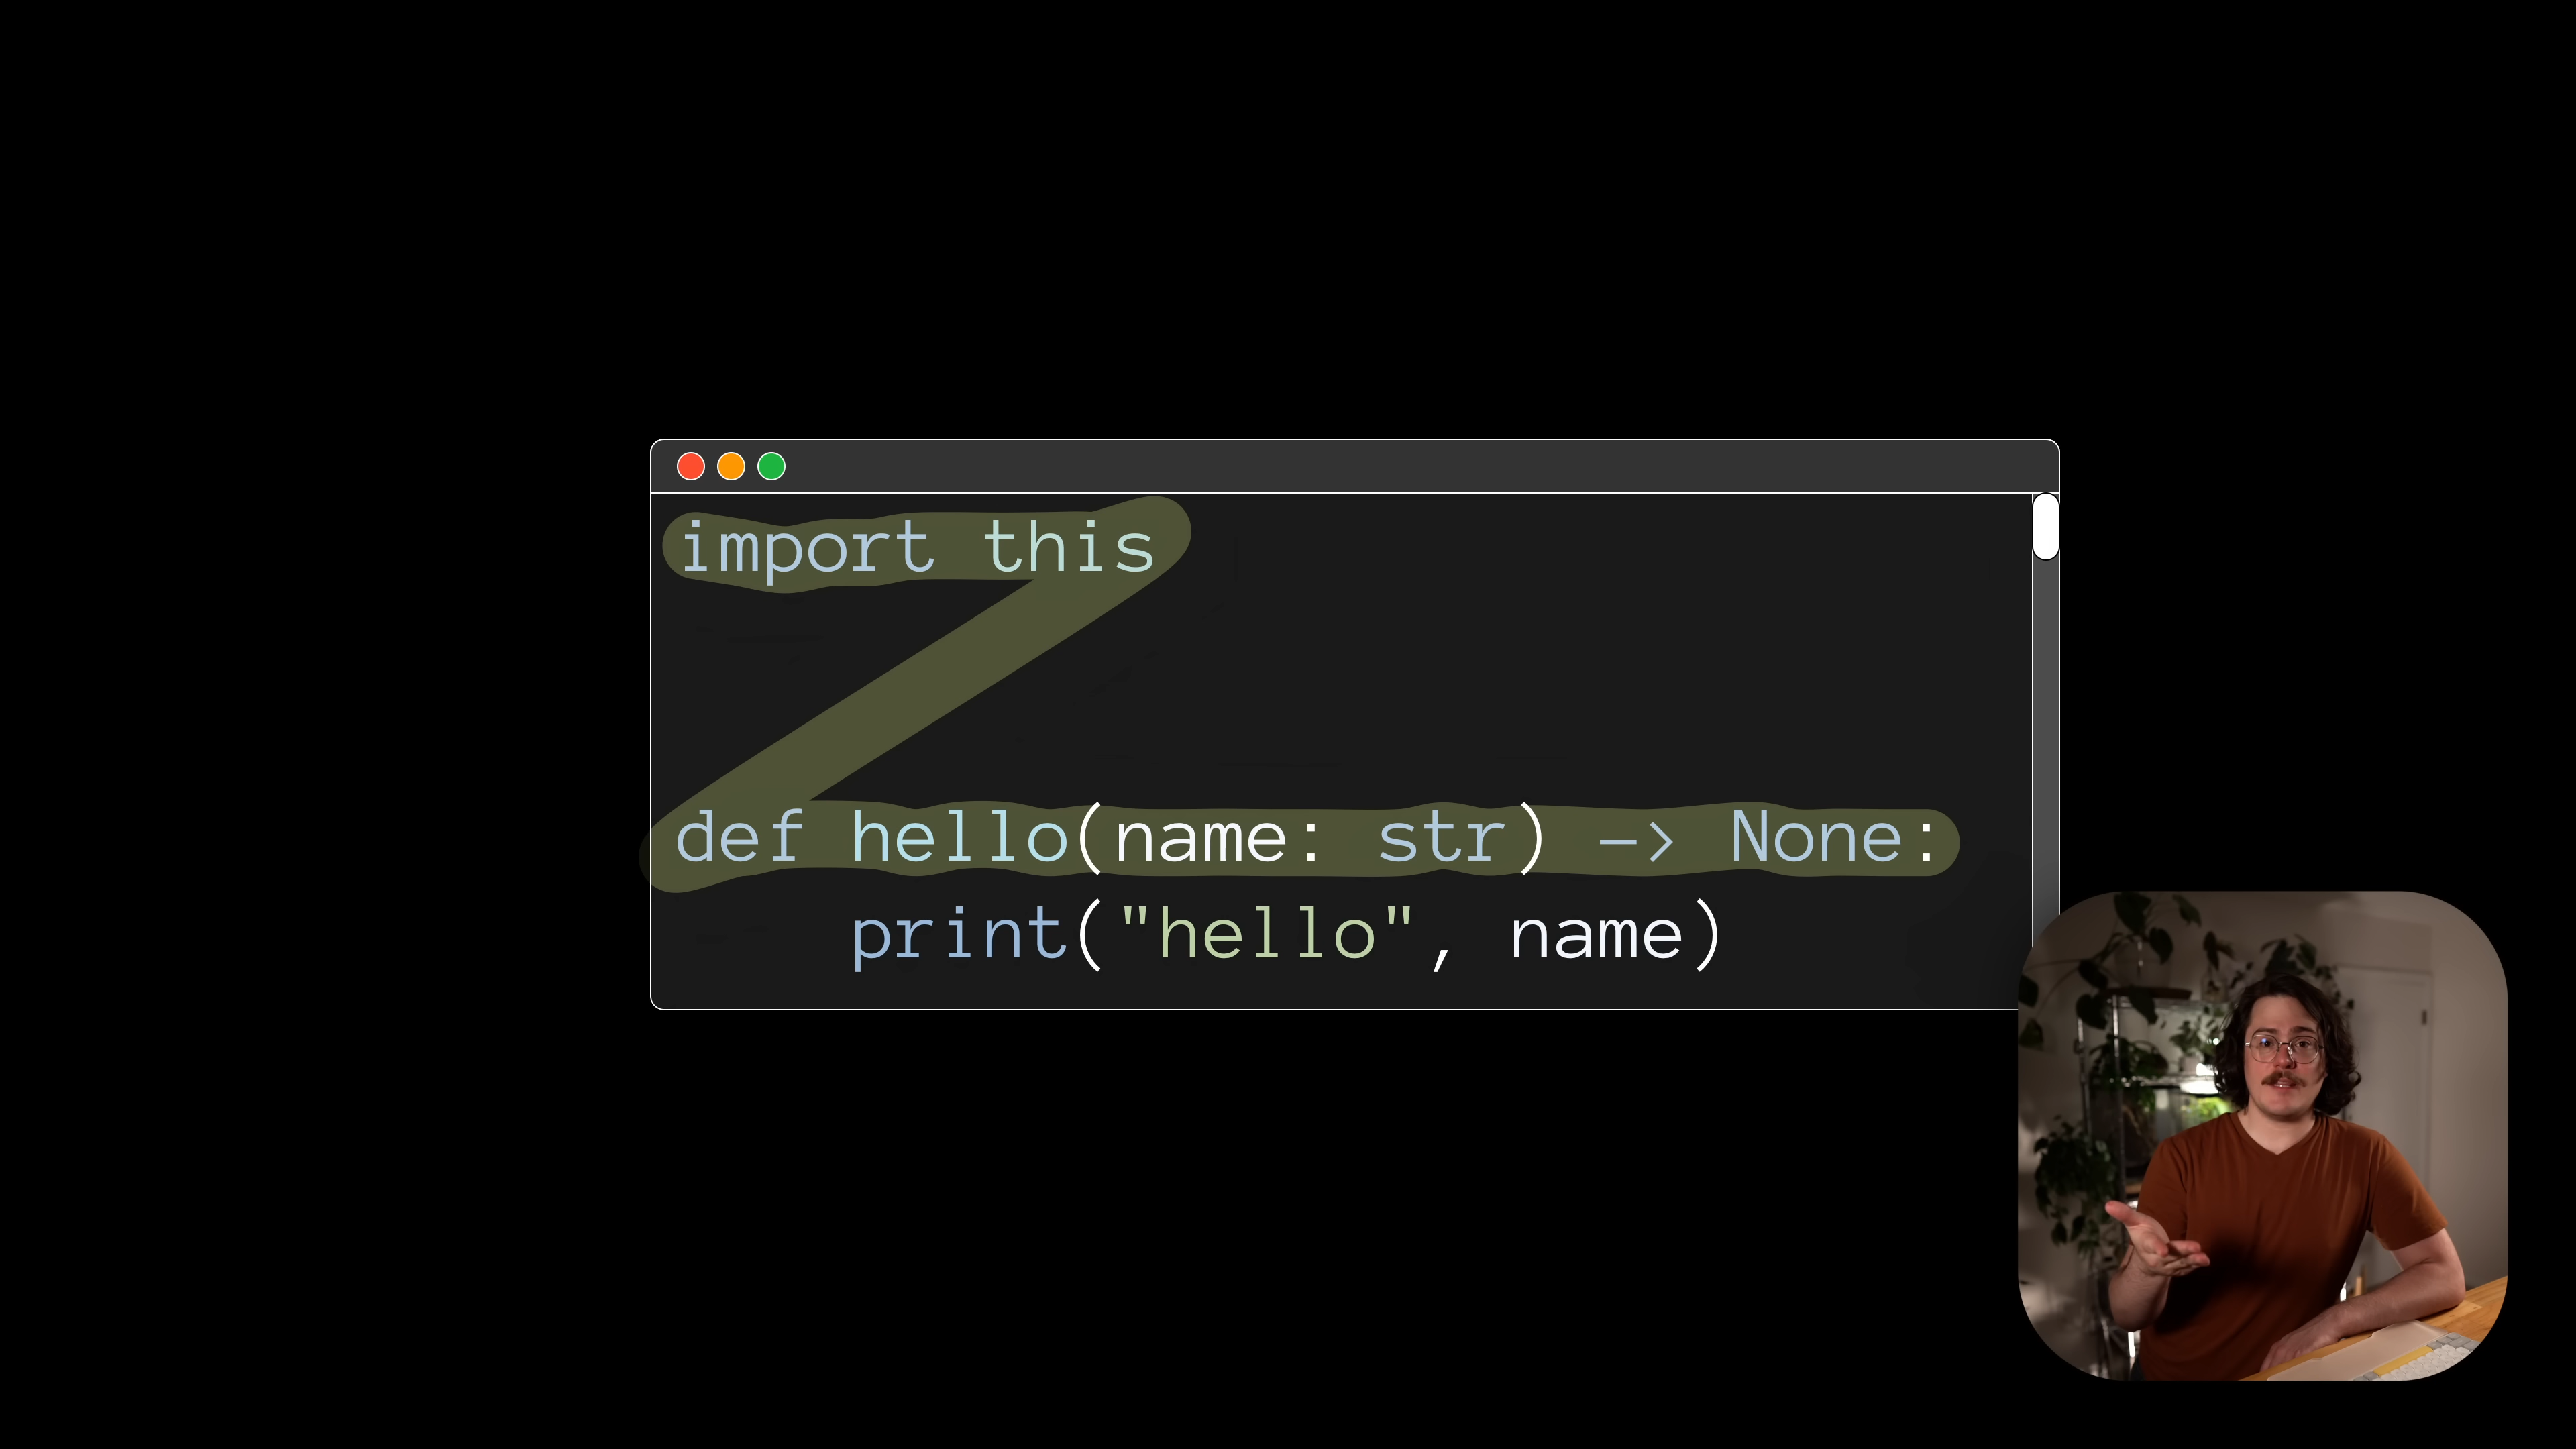 import this
def hello(name: str) -> None:
    print("hello", name)